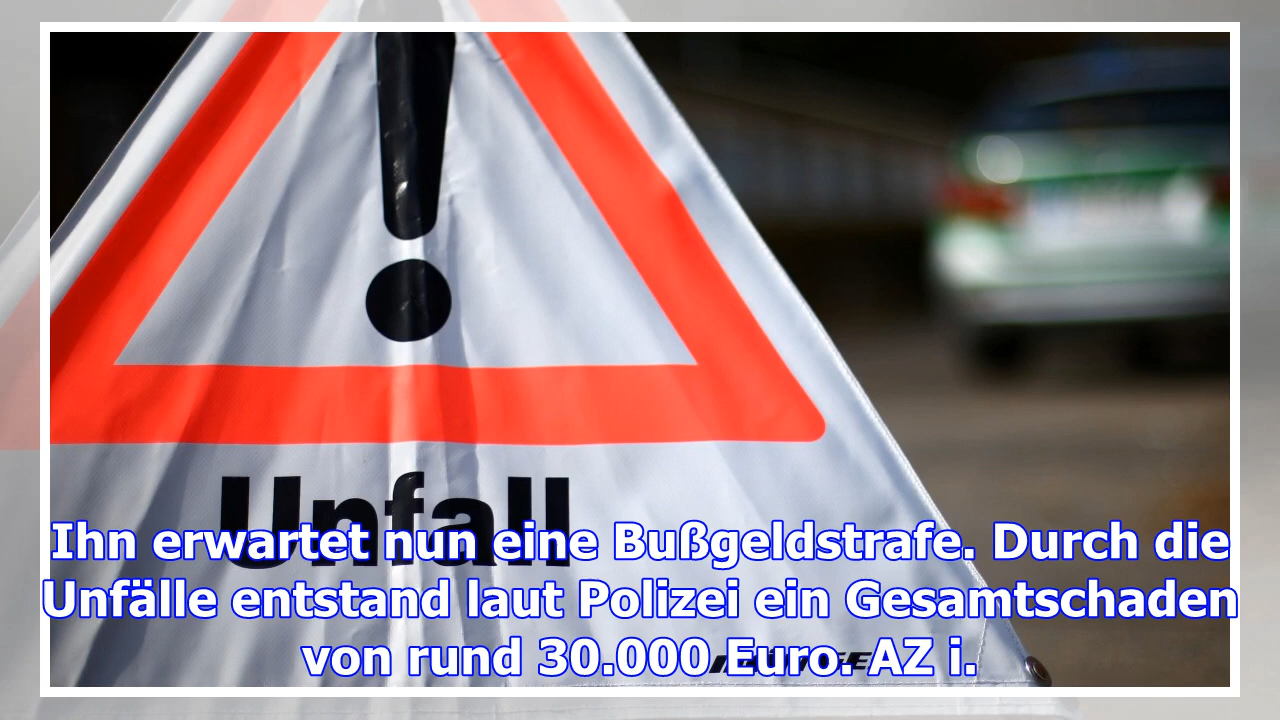 Unfall
Ihn erwartet nun eine Bußgeldstrafe. Durch die
Unfälle entstand laut Polizei ein Gesamtschaden
von rund 30.000 Euro. AZ i.